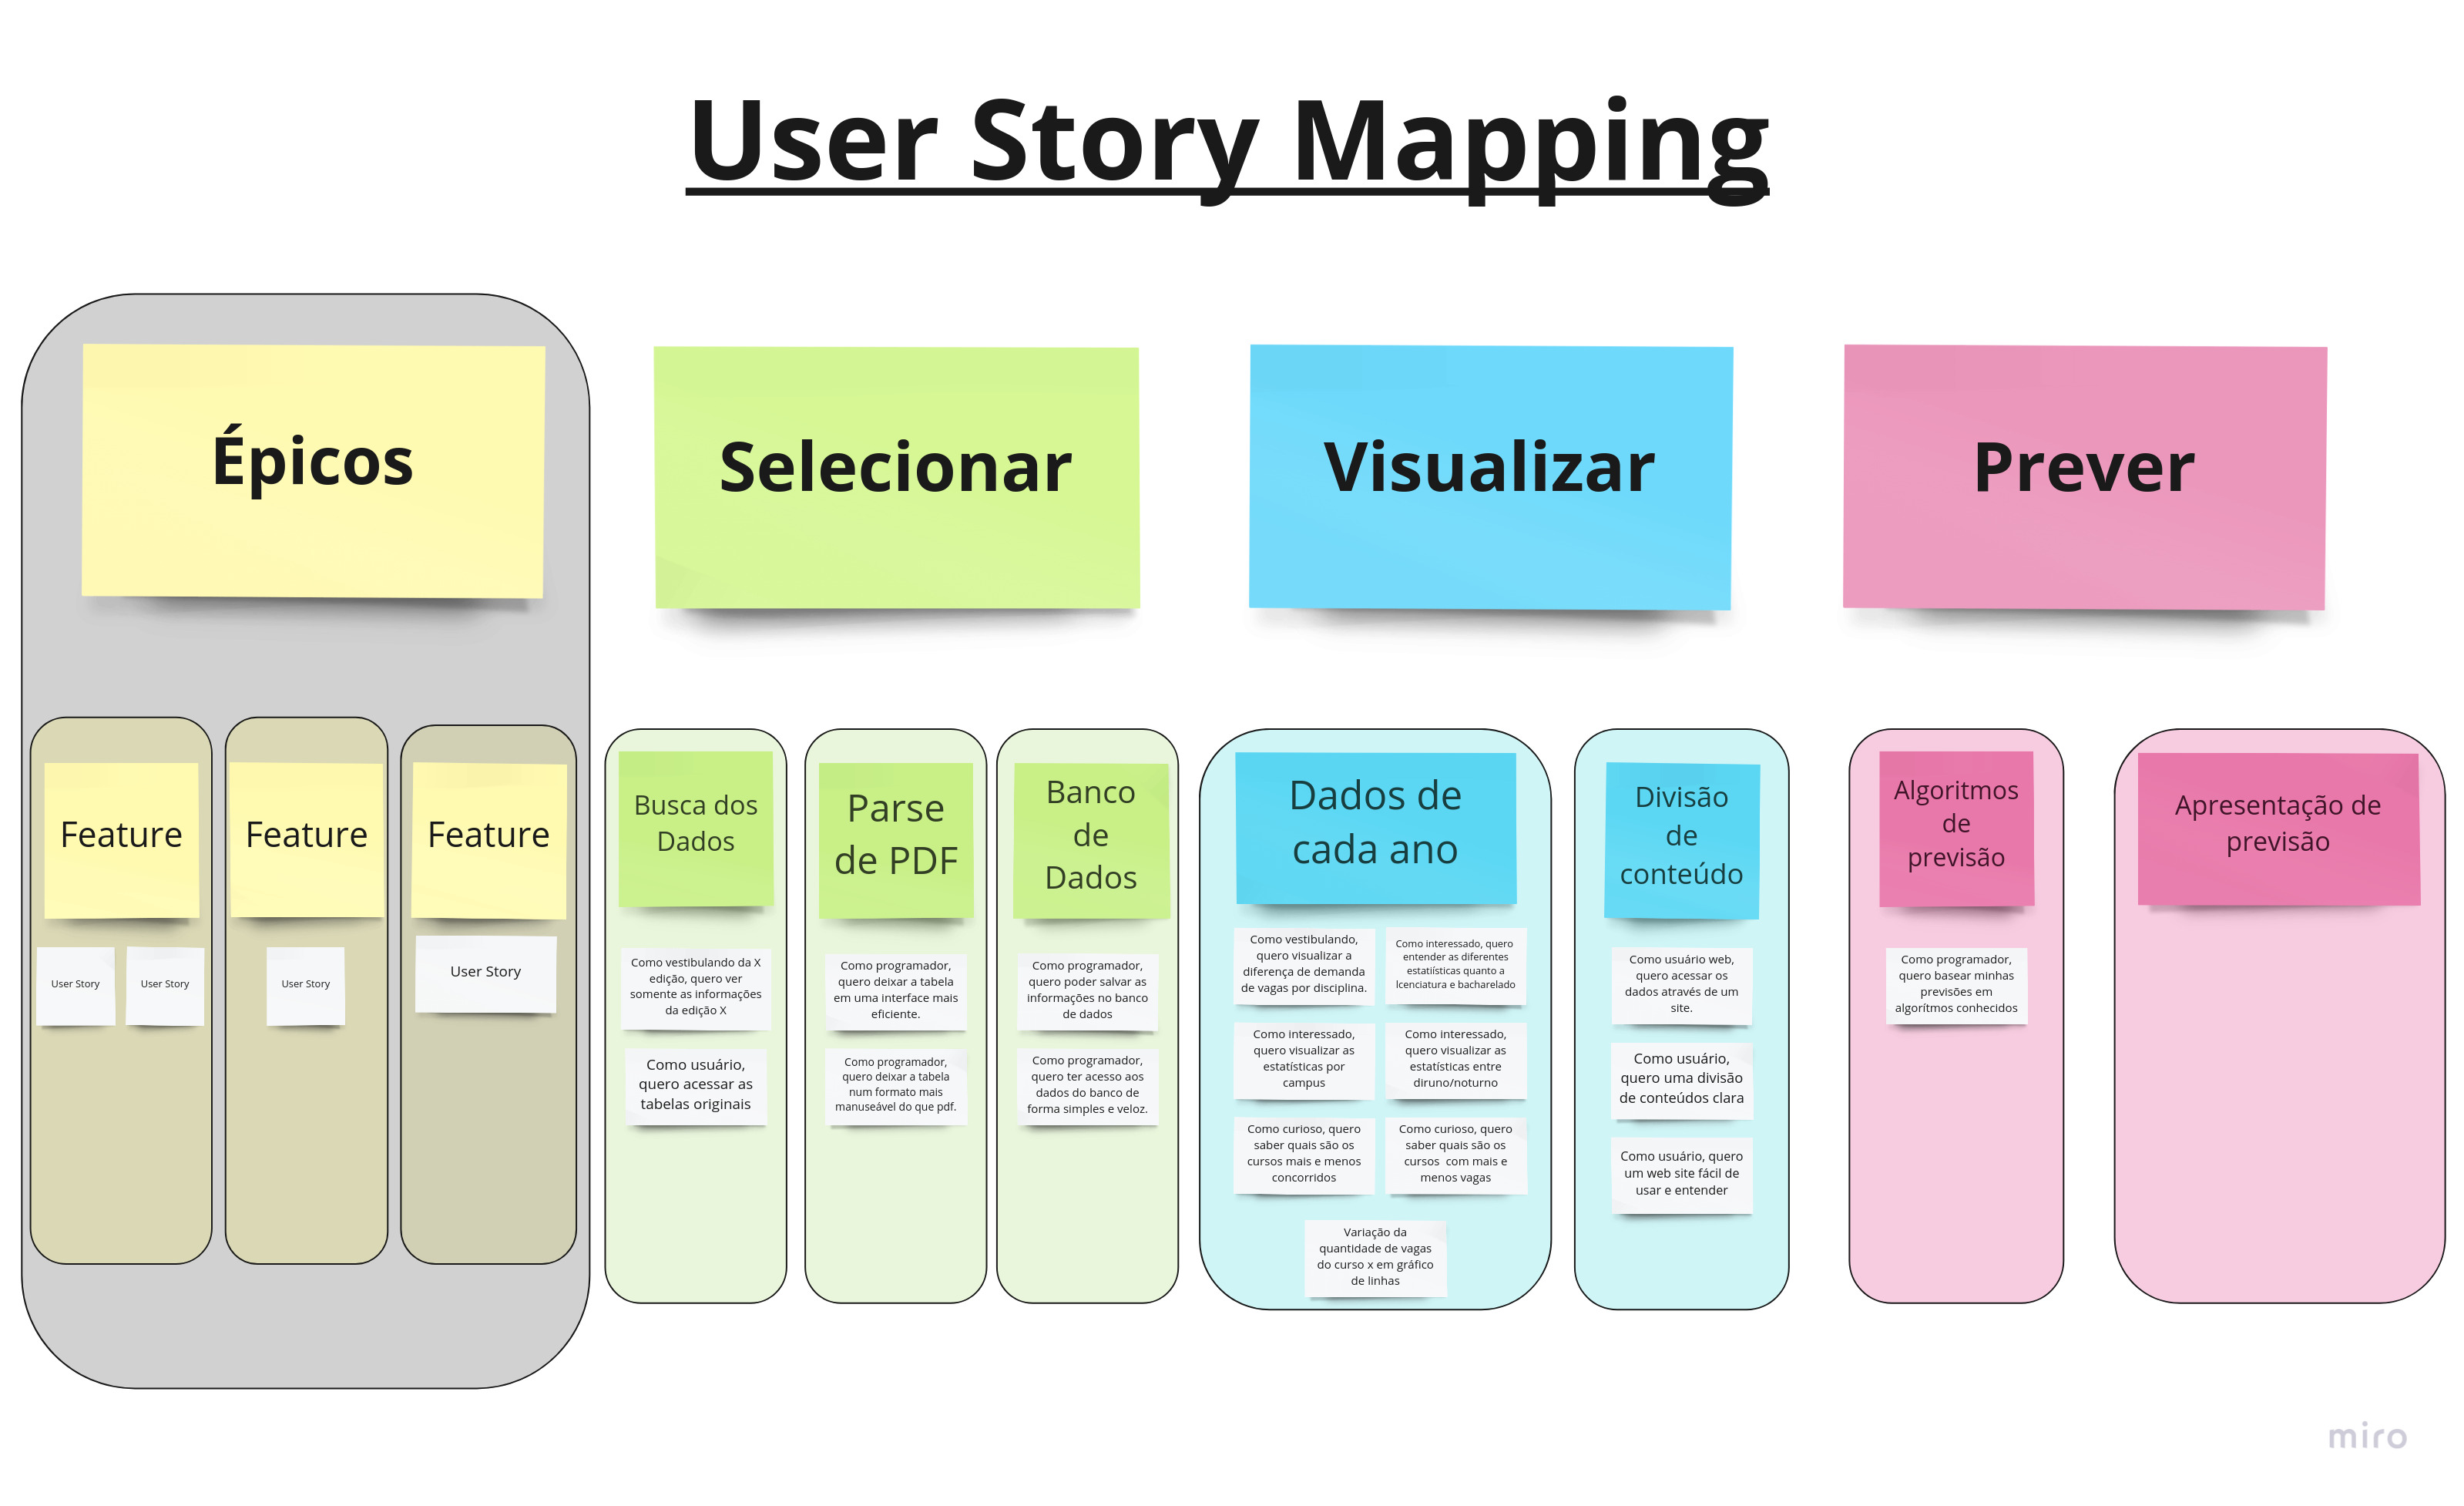 User Story Mapping
Épicos
Selecionar
Visualizar
Prever
Feature
Feature
Feature
User Story
User Story
User Story
User Story
Busca dos
Dados
Como vestibulando da X
edição, quero ver
somente as informações
da edição X
Como usuário,
quero acessar as
tabelas originais
Parse
de PDF
Como programador,
quero deixar a tabela
em uma interface mais
eficiente.
Como programador,
quero deixar a tabela
num formato mais
manuseável do que pdf.
Banco
de
Dados
Como programador,
quero poder salvar as
informações no banco
de dados
Como programador,
quero ter acesso aos
dados do banco de
forma simples e veloz.
Dados de
cada ano
Como vestibulando,
quero visualizar a
diferença de demanda
de vagas por disciplina.
Como interessado, quero
entender as diferentes
estatiísticas quanto a
lcenciatura e bacharelado
Como interessado,
quero visualizar as
estatísticas por
campus
Como interessado,
quero visualizar as
estatísticas entre
diruno/noturno
Como curioso, quero
saber quais são os
cursos mais e menos
concorridos
Como curioso, quero
saber quais são os
cursos com mais e
menos vagas
Variação da
quantidade de vagas
do curso x em gráfico
de linhas
Divisão
de
conteúdo
Como usuário web,
quero acessar os
dados através de um
site.
Como usuário,
quero uma divisão
de conteúdos clara
Como usuário, quero
um web site fácil de
usar e entender
Algoritmos
de
previsão
Como programador,
quero basear minhas
previsões em
algorítmos conhecidos
Apresentação de
previsão
miro